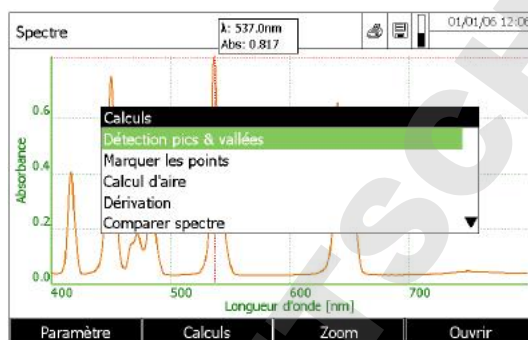 Spectre
λ: 537.0nm
Abs: 0.817
01/01/06 12:06
Absorbance
0.6
0.4
0.2
0.0
Calculs
Détection pics & vallées
Marquer les points
Calcul d'aire
Dérivation
Comparer spectre
400 500 600 700
Longueur d'onde [nm]
Paramètre Calculs Zoom Ouvrir